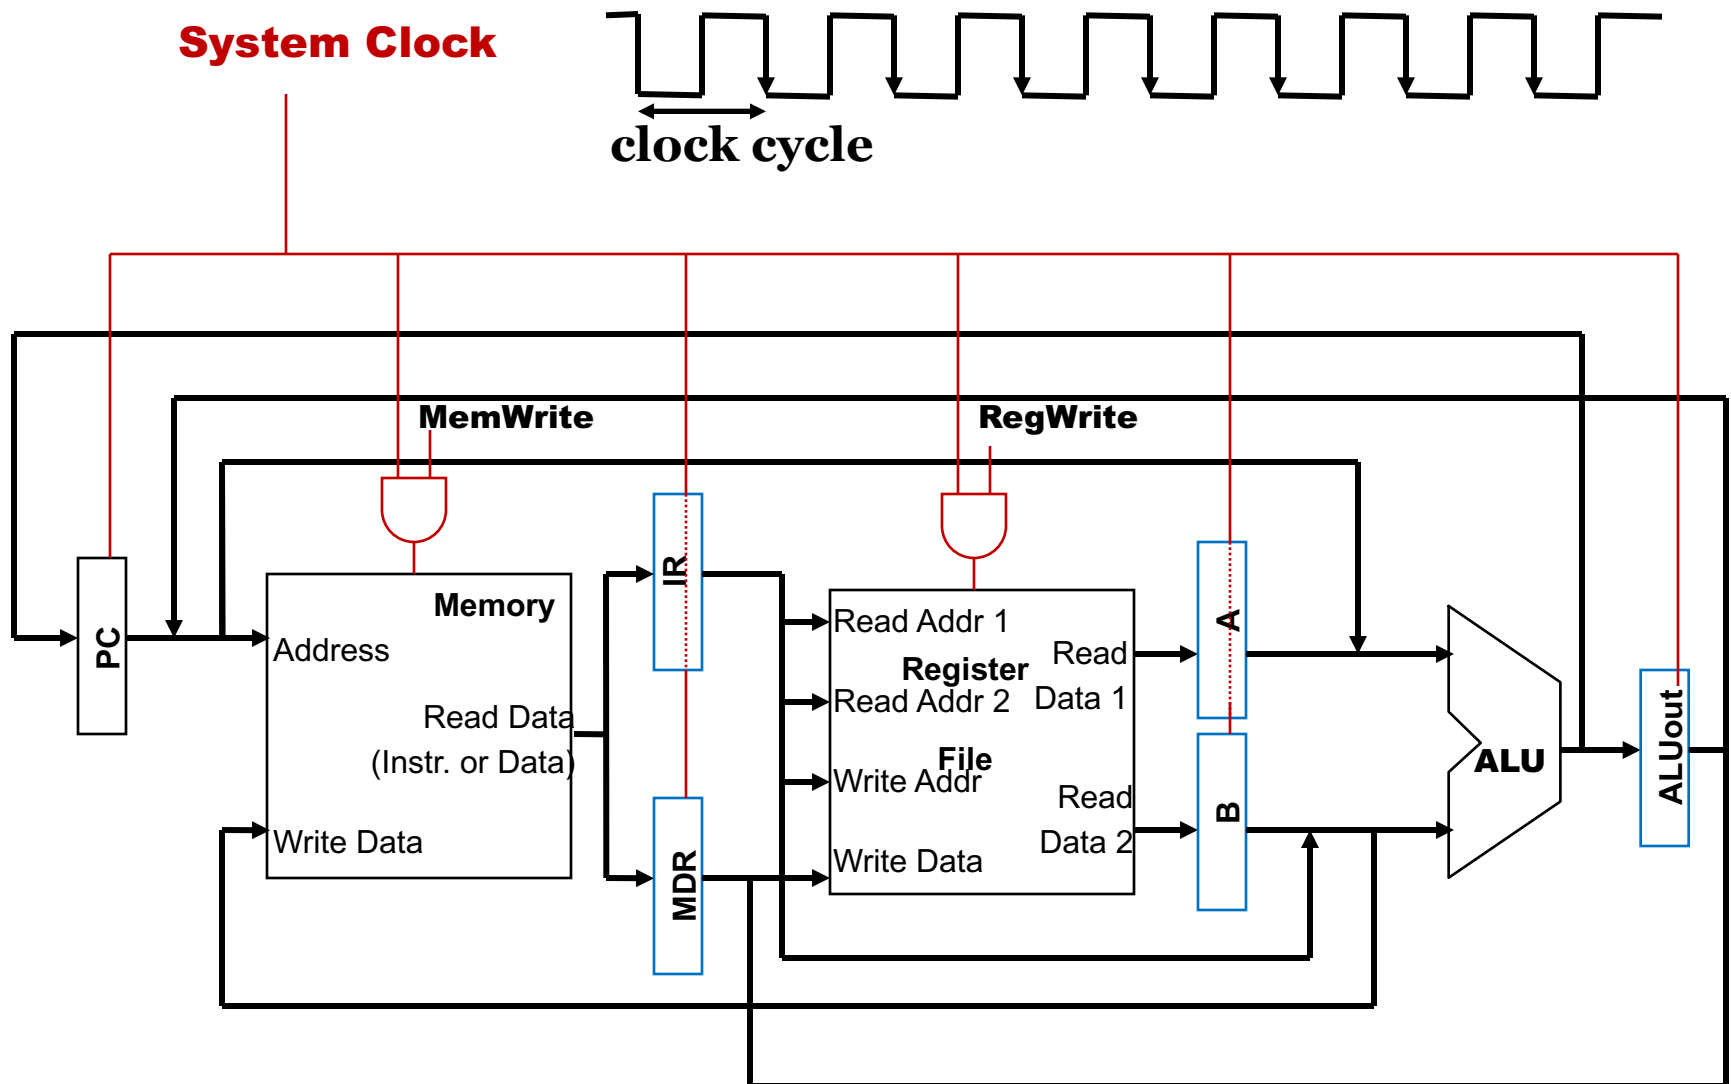 System Clock
clock cycle
MemWrite
RegWrite
PC
Memory
Address
Read Data
(Instr. or Data)
Write Data
IR
MDR
Read Addr 1
Register
Read Addr 2
File
Write Addr
Write Data
Read
Data 1
Read
Data 2
A
B
ALU
ALUout